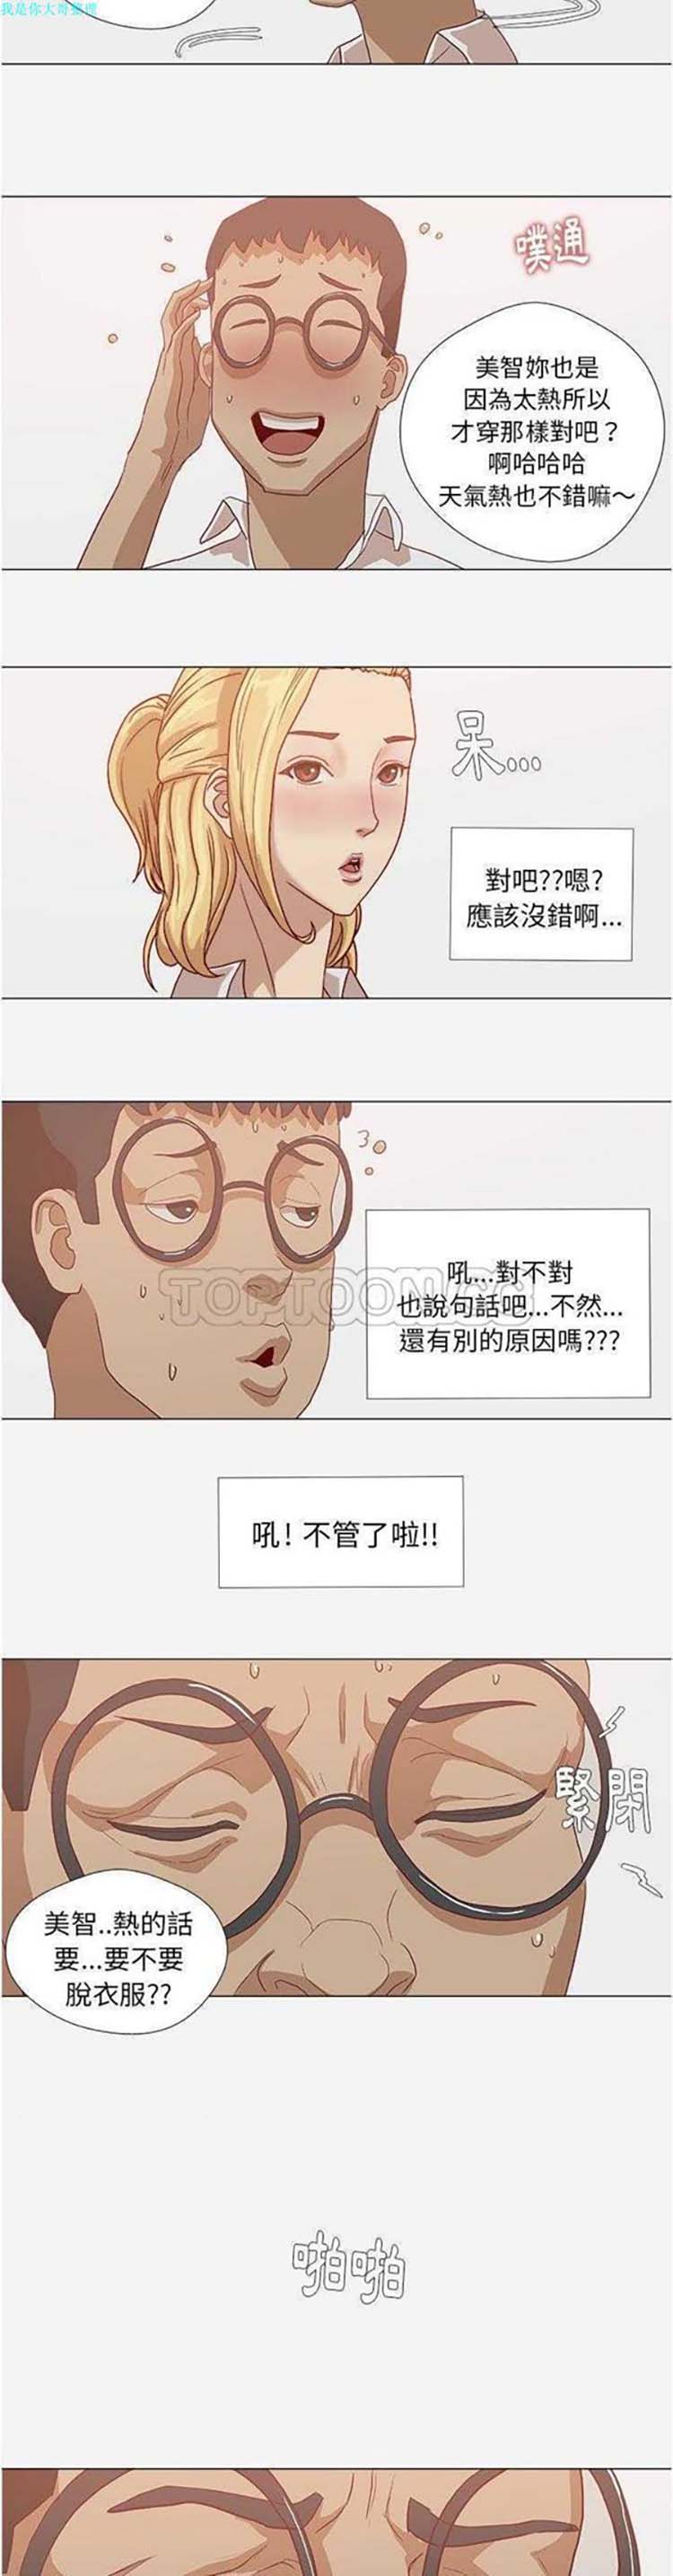 我是你大哥整理
噗通
美智妳也是
因為太熱所以
才穿那樣對吧？
啊哈哈哈
天氣熱也不錯嘛～
呆...
對吧??嗯?
應該沒錯啊...
吼...對不對
也說句話吧...不然...
還有別的原因嗎???
TOPTOON.CC
吼! 不管了啦!!
緊閉
美智..熱的話
要...要不要
脫衣服??
啪啪